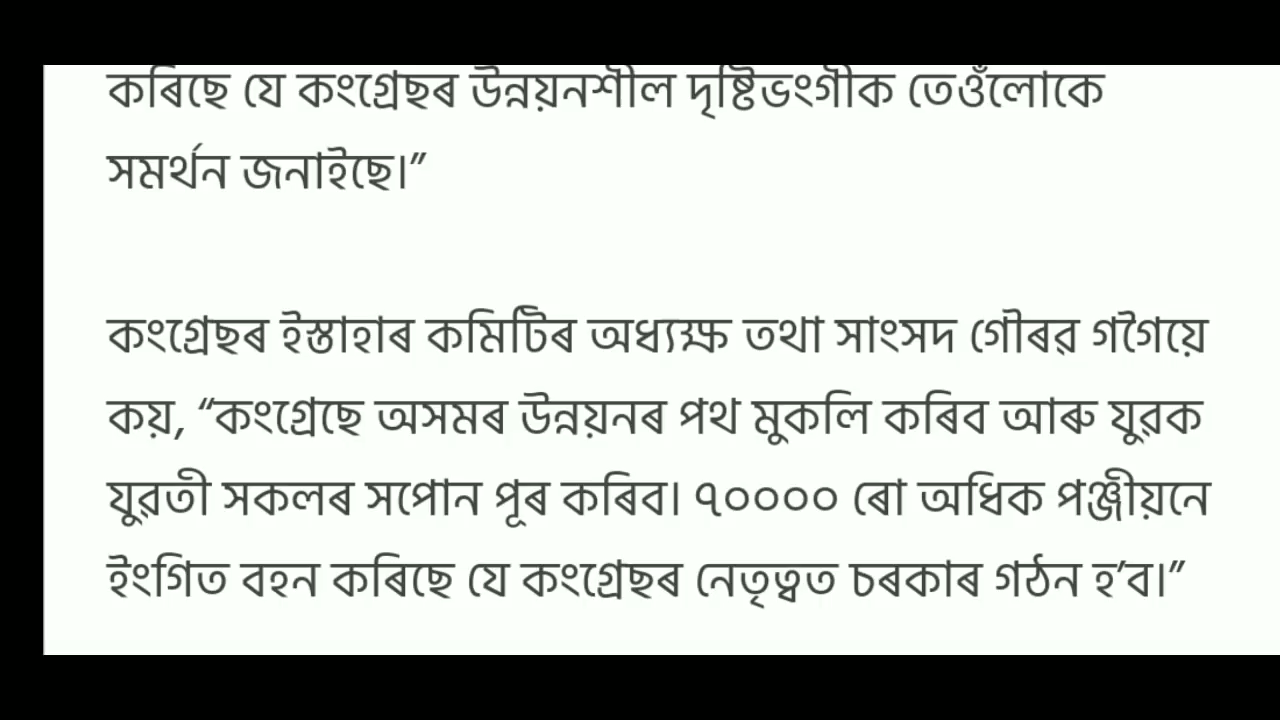 কৰিছে যে কংগ্ৰেছৰ উন্নয়নশীল দৃষ্টিভংগীক তেওঁলোকে
সমৰ্থন জনাইছে।”
কংগ্ৰেছৰ ইস্তাহাৰ কমিটিৰ অধ্যক্ষ তথা সাংসদ গৌৰৱ গগৈয়ে
কয়, “কংগ্ৰেছে অসমৰ উন্নয়নৰ পথ মুকলি কৰিব আৰু যুৱক
যুৱতী সকলৰ সপোন পূৰ কৰিব। ৭০০০০ ৰো অধিক পঞ্জীয়নে
ইংগিত বহন কৰিছে যে কংগ্ৰেছৰ নেতৃত্বত চৰকাৰ গঠন হ’ব।”